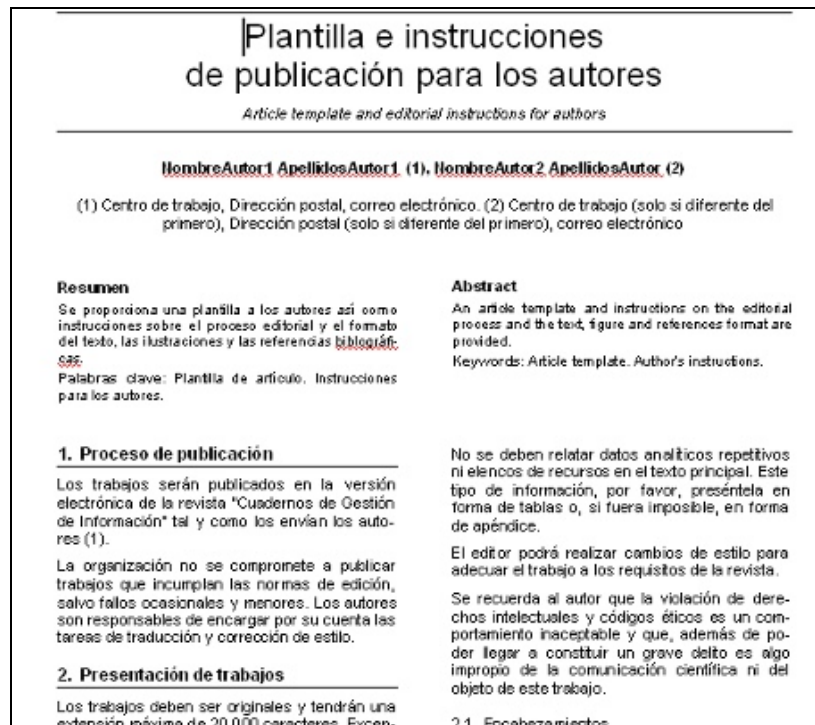 Plantilla e instrucciones
de publicación para los autores
Article template and editorial instructions for authors
NombreAutor1 ApellidosAutor1 (1), NombreAutor2 ApellidosAutor (2)
(1) Centro de trabajo, Dirección postal, correo electrónico. (2) Centro de trabajo (solo si diferente del
primero), Dirección postal (solo si diferente del primero), correo electrónico
Resumen
Se proporciona una plantilla a los autores así como
instrucciones sobre el proceso editorial y el formato
del texto, las ilustraciones y las referencias biblográfi-
cas.
Palabras clave: Plantilla de artículo. Instrucciones
para los autores.
Abstract
An article template and instructions on the editorial
process and the text, figure and references format are
provided.
Keywords: Article template. Author's instructions.
1. Proceso de publicación
Los trabajos serán publicados en la versión
electrónica de la revista "Cuadernos de Gestión
de Información" tal y como los envían los auto-
res (1).
La organización no se compromete a publicar
trabajos que incumplan las normas de edición,
salvo fallos ocasionales y menores. Los autores
son responsables de encargar por su cuenta las
tareas de traducción y corrección de estilo.
2. Presentación de trabajos
Los trabajos deben ser originales y tendrán una
extensión máxima de 20.000 caracteres. Excen-
No se deben relatar datos analíticos repetitivos
ni elencos de recursos en el texto principal. Este
tipo de información, por favor, preséntela en
forma de tablas o, si fuera imposible, en forma
de apéndice.
El editor podrá realizar cambios de estilo para
adecuar el trabajo a los requisitos de la revista.
Se recuerda al autor que la violación de dere-
chos intelectuales y códigos éticos es un com-
portamiento inaceptable y que, además de po-
der legar a constituir un grave delito es algo
impropio de la comunicación científica ni del
objeto de este trabajo.
2.1. Encabezamientos